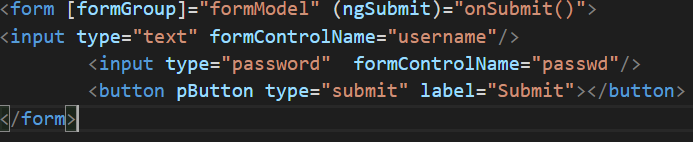 <form [formGroup]="formModel" (ngSubmit)="onSubmit()">
<input type="text" formControlName="username"/>
<input type="password"  formControlName="passwd"/>
<button pButton type="submit" label="Submit"></button>
</form>